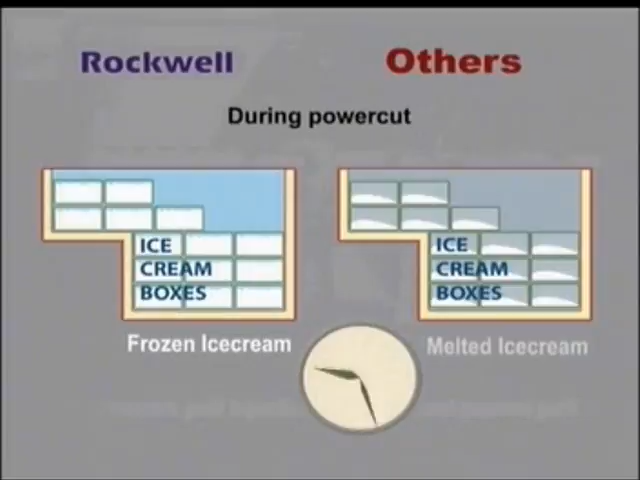 Rockwell
Others
During powercut
ICE
CREAM
BOXES
ICE
CREAM
BOXES
Frozen Icecream
Melted Icecream